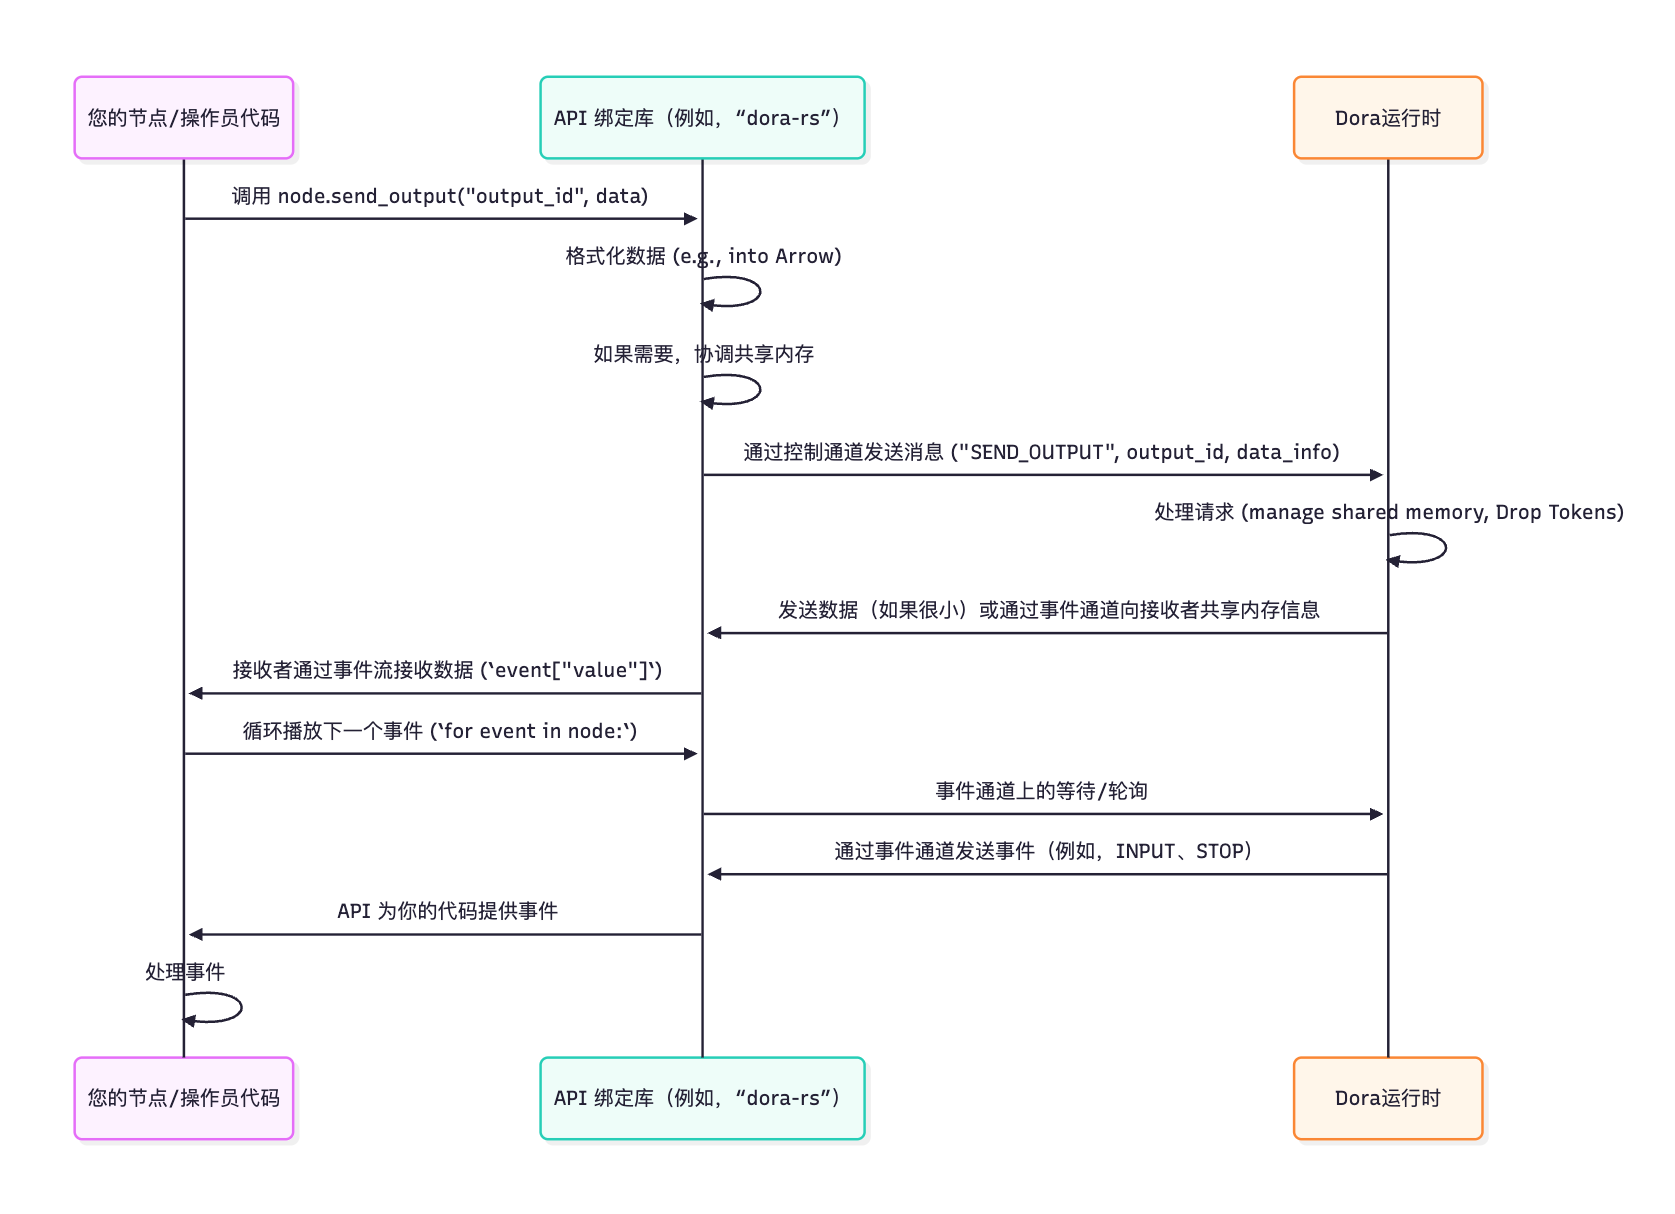 您的节点/操作员代码
API 绑定库（例如，“dora-rs”）
Dora运行时
调用 node.send_output("output_id", data)
格式化数据 (e.g., into Arrow)
如果需要，协调共享内存
通过控制通道发送消息 ("SEND_OUTPUT", output_id, data_info)
处理请求 (manage shared memory, Drop Tokens)
发送数据（如果很小）或通过事件通道向接收者共享内存信息
接收者通过事件流接收数据 (`event["value"]`)
循环播放下一个事件 (`for event in node:`)
事件通道上的等待/轮询
通过事件通道发送事件（例如，INPUT、STOP）
API 为你的代码提供事件
处理事件
您的节点/操作员代码
API 绑定库（例如，“dora-rs”）
Dora运行时